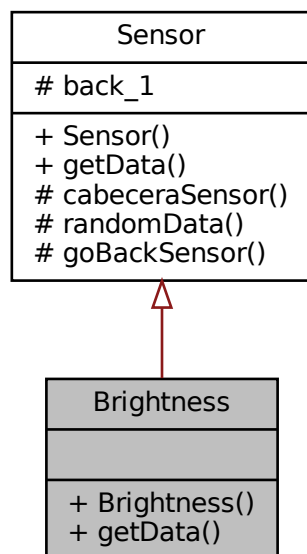 Sensor
# back_1
+ Sensor()
+ getData()
# cabeceraSensor()
# randomData()
# goBackSensor()
Brightness
+ Brightness()
+ getData()